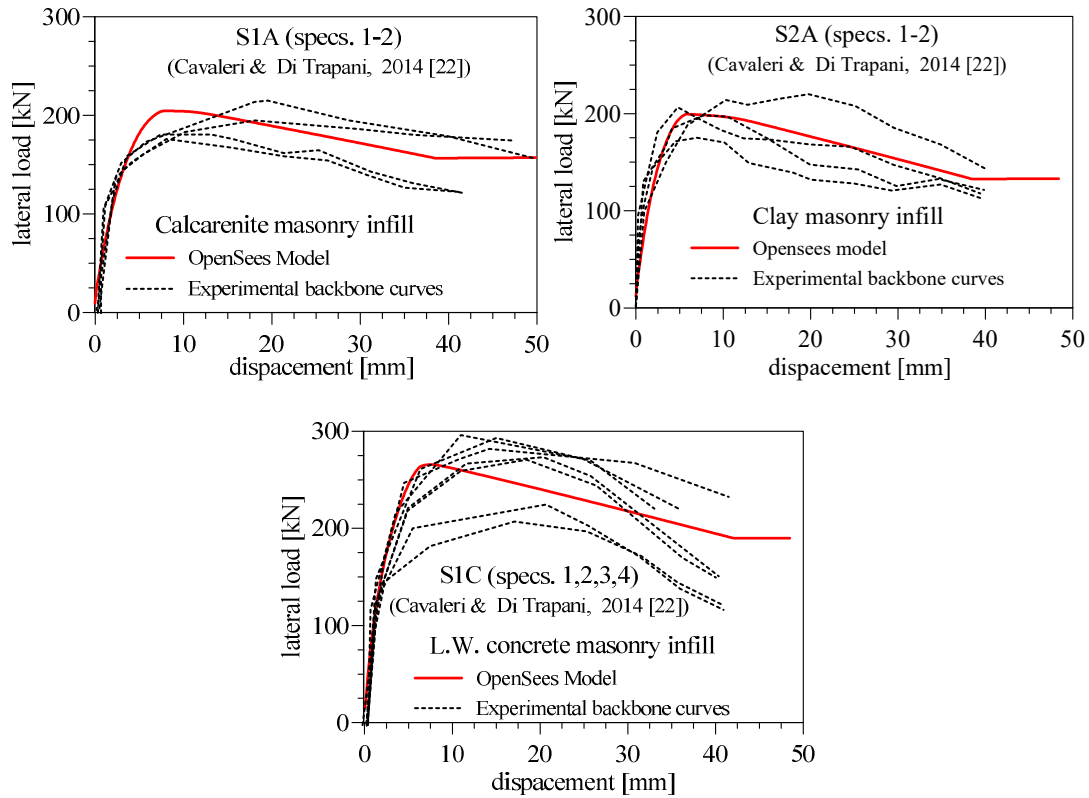 300
200
100
0
lateral load [kN]
S1A (specs. 1-2)
(Cavaleri & Di Trapani, 2014 [22])
Calcarenite masonry infill
OpenSees Model
Experimental backbone curves
0 10 20 30 40 50
dispacement [mm]
300
200
100
0
lateral load [kN]
S2A (specs. 1-2)
(Cavaleri & Di Trapani, 2014 [22])
Clay masonry infill
Opensees model
Experimental backbone curves
0 10 20 30 40 50
dispacement [mm]
300
200
100
0
lateral load [kN]
S1C (specs. 1,2,3,4)
(Cavaleri & Di Trapani, 2014 [22])
L.W. concrete masonry infill
OpenSees Model
Experimental backbone curves
0 10 20 30 40 50
dispacement [mm]